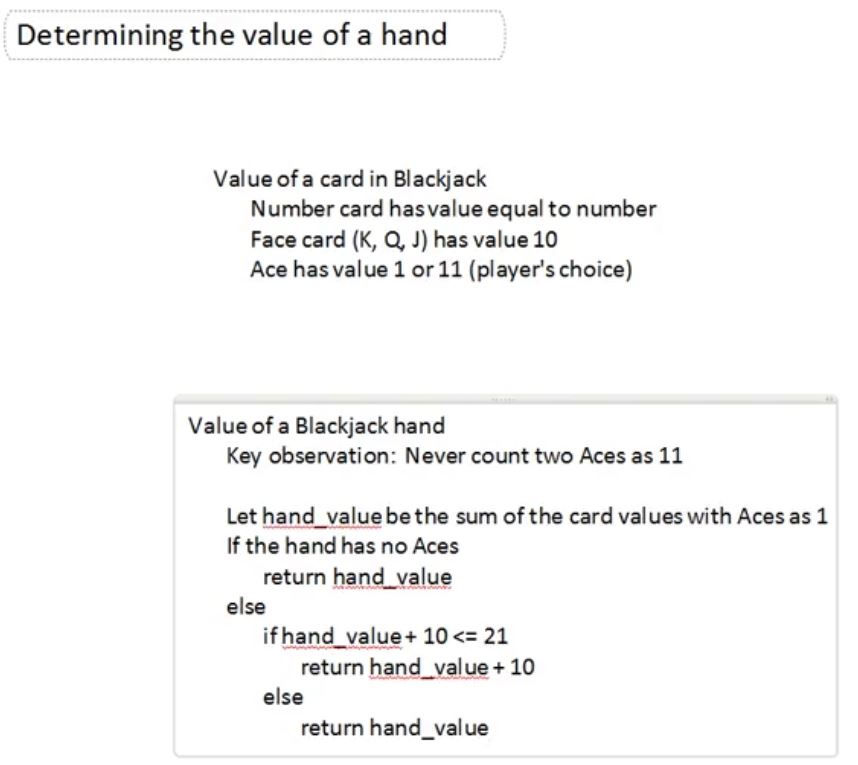 Determining the value of a hand
Value of a card in Blackjack
Number card has value equal to number
Face card (K, Q, J) has value 10
Ace has value 1 or 11 (player's choice)
Value of a Blackjack hand
Key observation: Never count two Aces as 11
Let hand_value be the sum of the card values with Aces as 1
If the hand has no Aces
return hand_value
else
if hand_value + 10 <= 21
return hand_value + 10
else
return hand_value